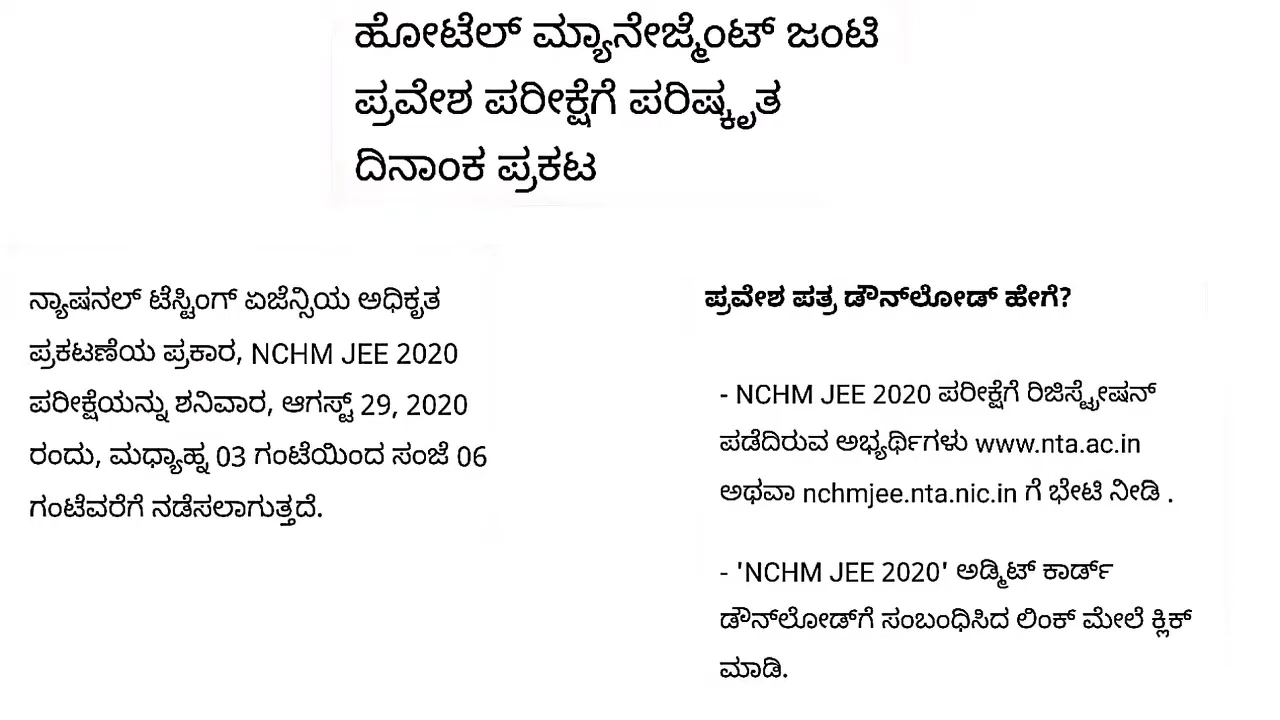 ಹೋಟೆಲ್ ಮ್ಯಾನೇಜ್ಮೆಂಟ್ ಜಂಟಿ
ಪ್ರವೇಶ ಪರೀಕ್ಷೆಗೆ ಪರಿಷ್ಕೃತ
ದಿನಾಂಕ ಪ್ರಕಟ
ನ್ಯಾಷನಲ್ ಟೆಸ್ಟಿಂಗ್ ಏಜೆನ್ಸಿಯ ಅಧಿಕೃತ
ಪ್ರಕಟಣೆಯ ಪ್ರಕಾರ, NCHM JEE 2020
ಪರೀಕ್ಷೆಯನ್ನು ಶನಿವಾರ, ಆಗಸ್ಟ್ 29, 2020
ರಂದು, ಮಧ್ಯಾಹ್ನ 03 ಗಂಟೆಯಿಂದ ಸಂಜೆ 06
ಗಂಟೆವರೆಗೆ ನಡೆಸಲಾಗುತ್ತದೆ.
ಪ್ರವೇಶ ಪತ್ರ ಡೌನ್‌ಲೋಡ್ ಹೇಗೆ?
- NCHM JEE 2020 ಪರೀಕ್ಷೆಗೆ ರಿಜಿಸ್ಟ್ರೇಷನ್
ಪಡೆದಿರುವ ಅಭ್ಯರ್ಥಿಗಳು www.nta.ac.in
ಅಥವಾ nchmjee.nta.nic.in ಗೆ ಭೇಟಿ ನೀಡಿ .
- 'NCHM JEE 2020' ಅಡ್ಮಿಟ್ ಕಾರ್ಡ್
ಡೌನ್‌ಲೋಡ್‌ಗೆ ಸಂಬಂಧಿಸಿದ ಲಿಂಕ್ ಮೇಲೆ ಕ್ಲಿಕ್
ಮಾಡಿ.